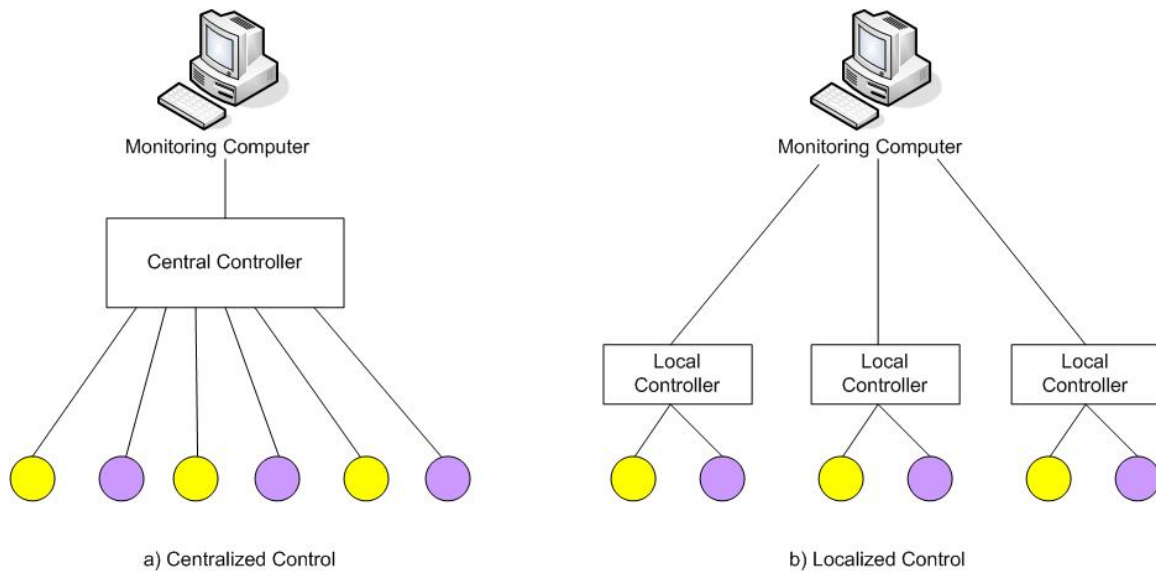 Monitoring Computer
Central Controller
a) Centralized Control
Monitoring Computer
Local
Controller
Local
Controller
Local
Controller
b) Localized Control